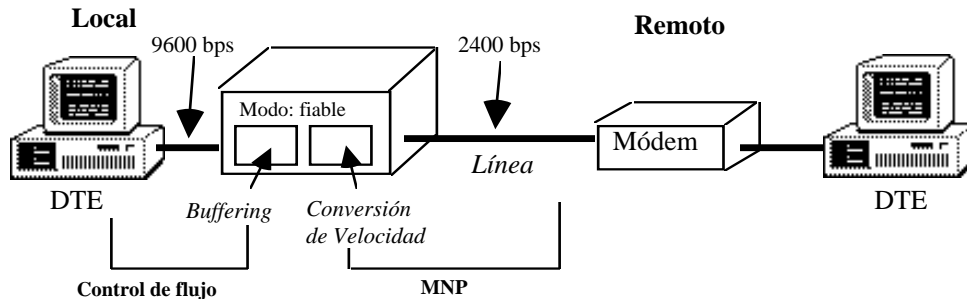 Local
Remoto
9600 bps
2400 bps
Modo: fiable
Módem
Línea
DTE
DTE
Buffering
Conversión
de Velocidad
Control de flujo
MNP